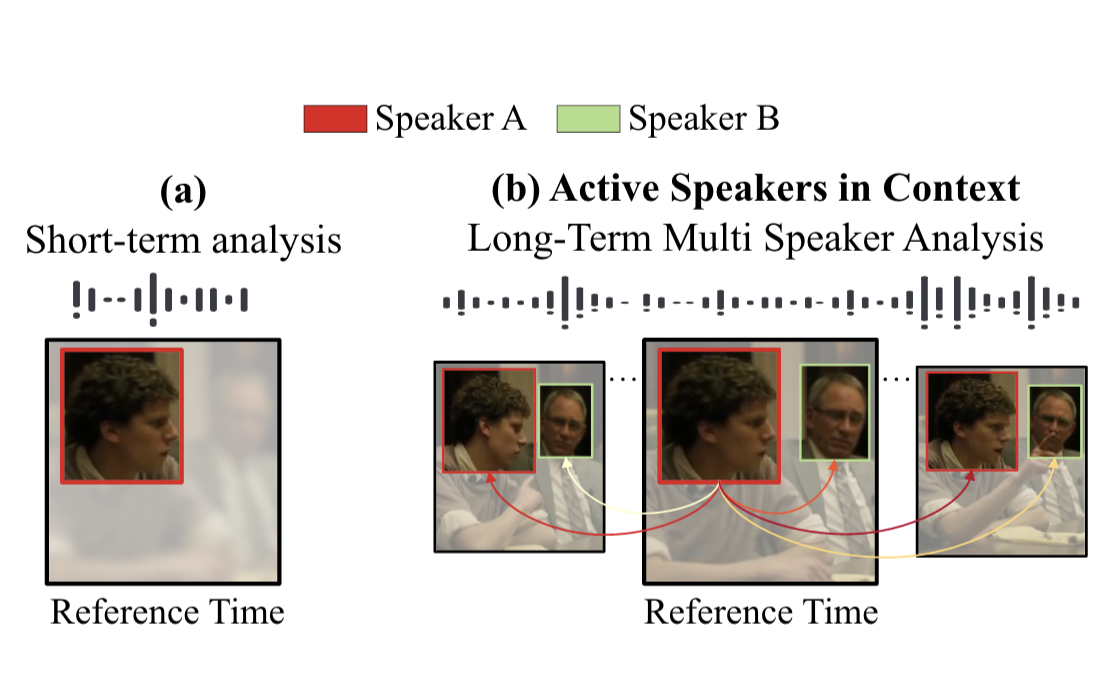 Speaker A
Speaker B
(a)
Short-term analysis
Reference Time
(b) Active Speakers in Context
Long-Term Multi Speaker Analysis
...
...
Reference Time